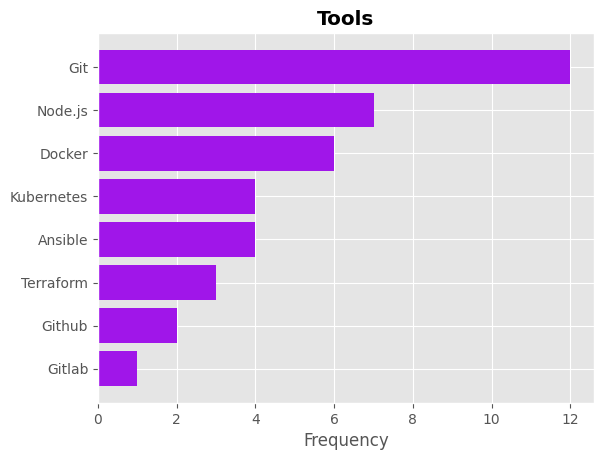 Tools
Git
Node.js
Docker
Kubernetes
Ansible
Terraform
Github
Gitlab
0 2 4 6 8 10 12
Frequency